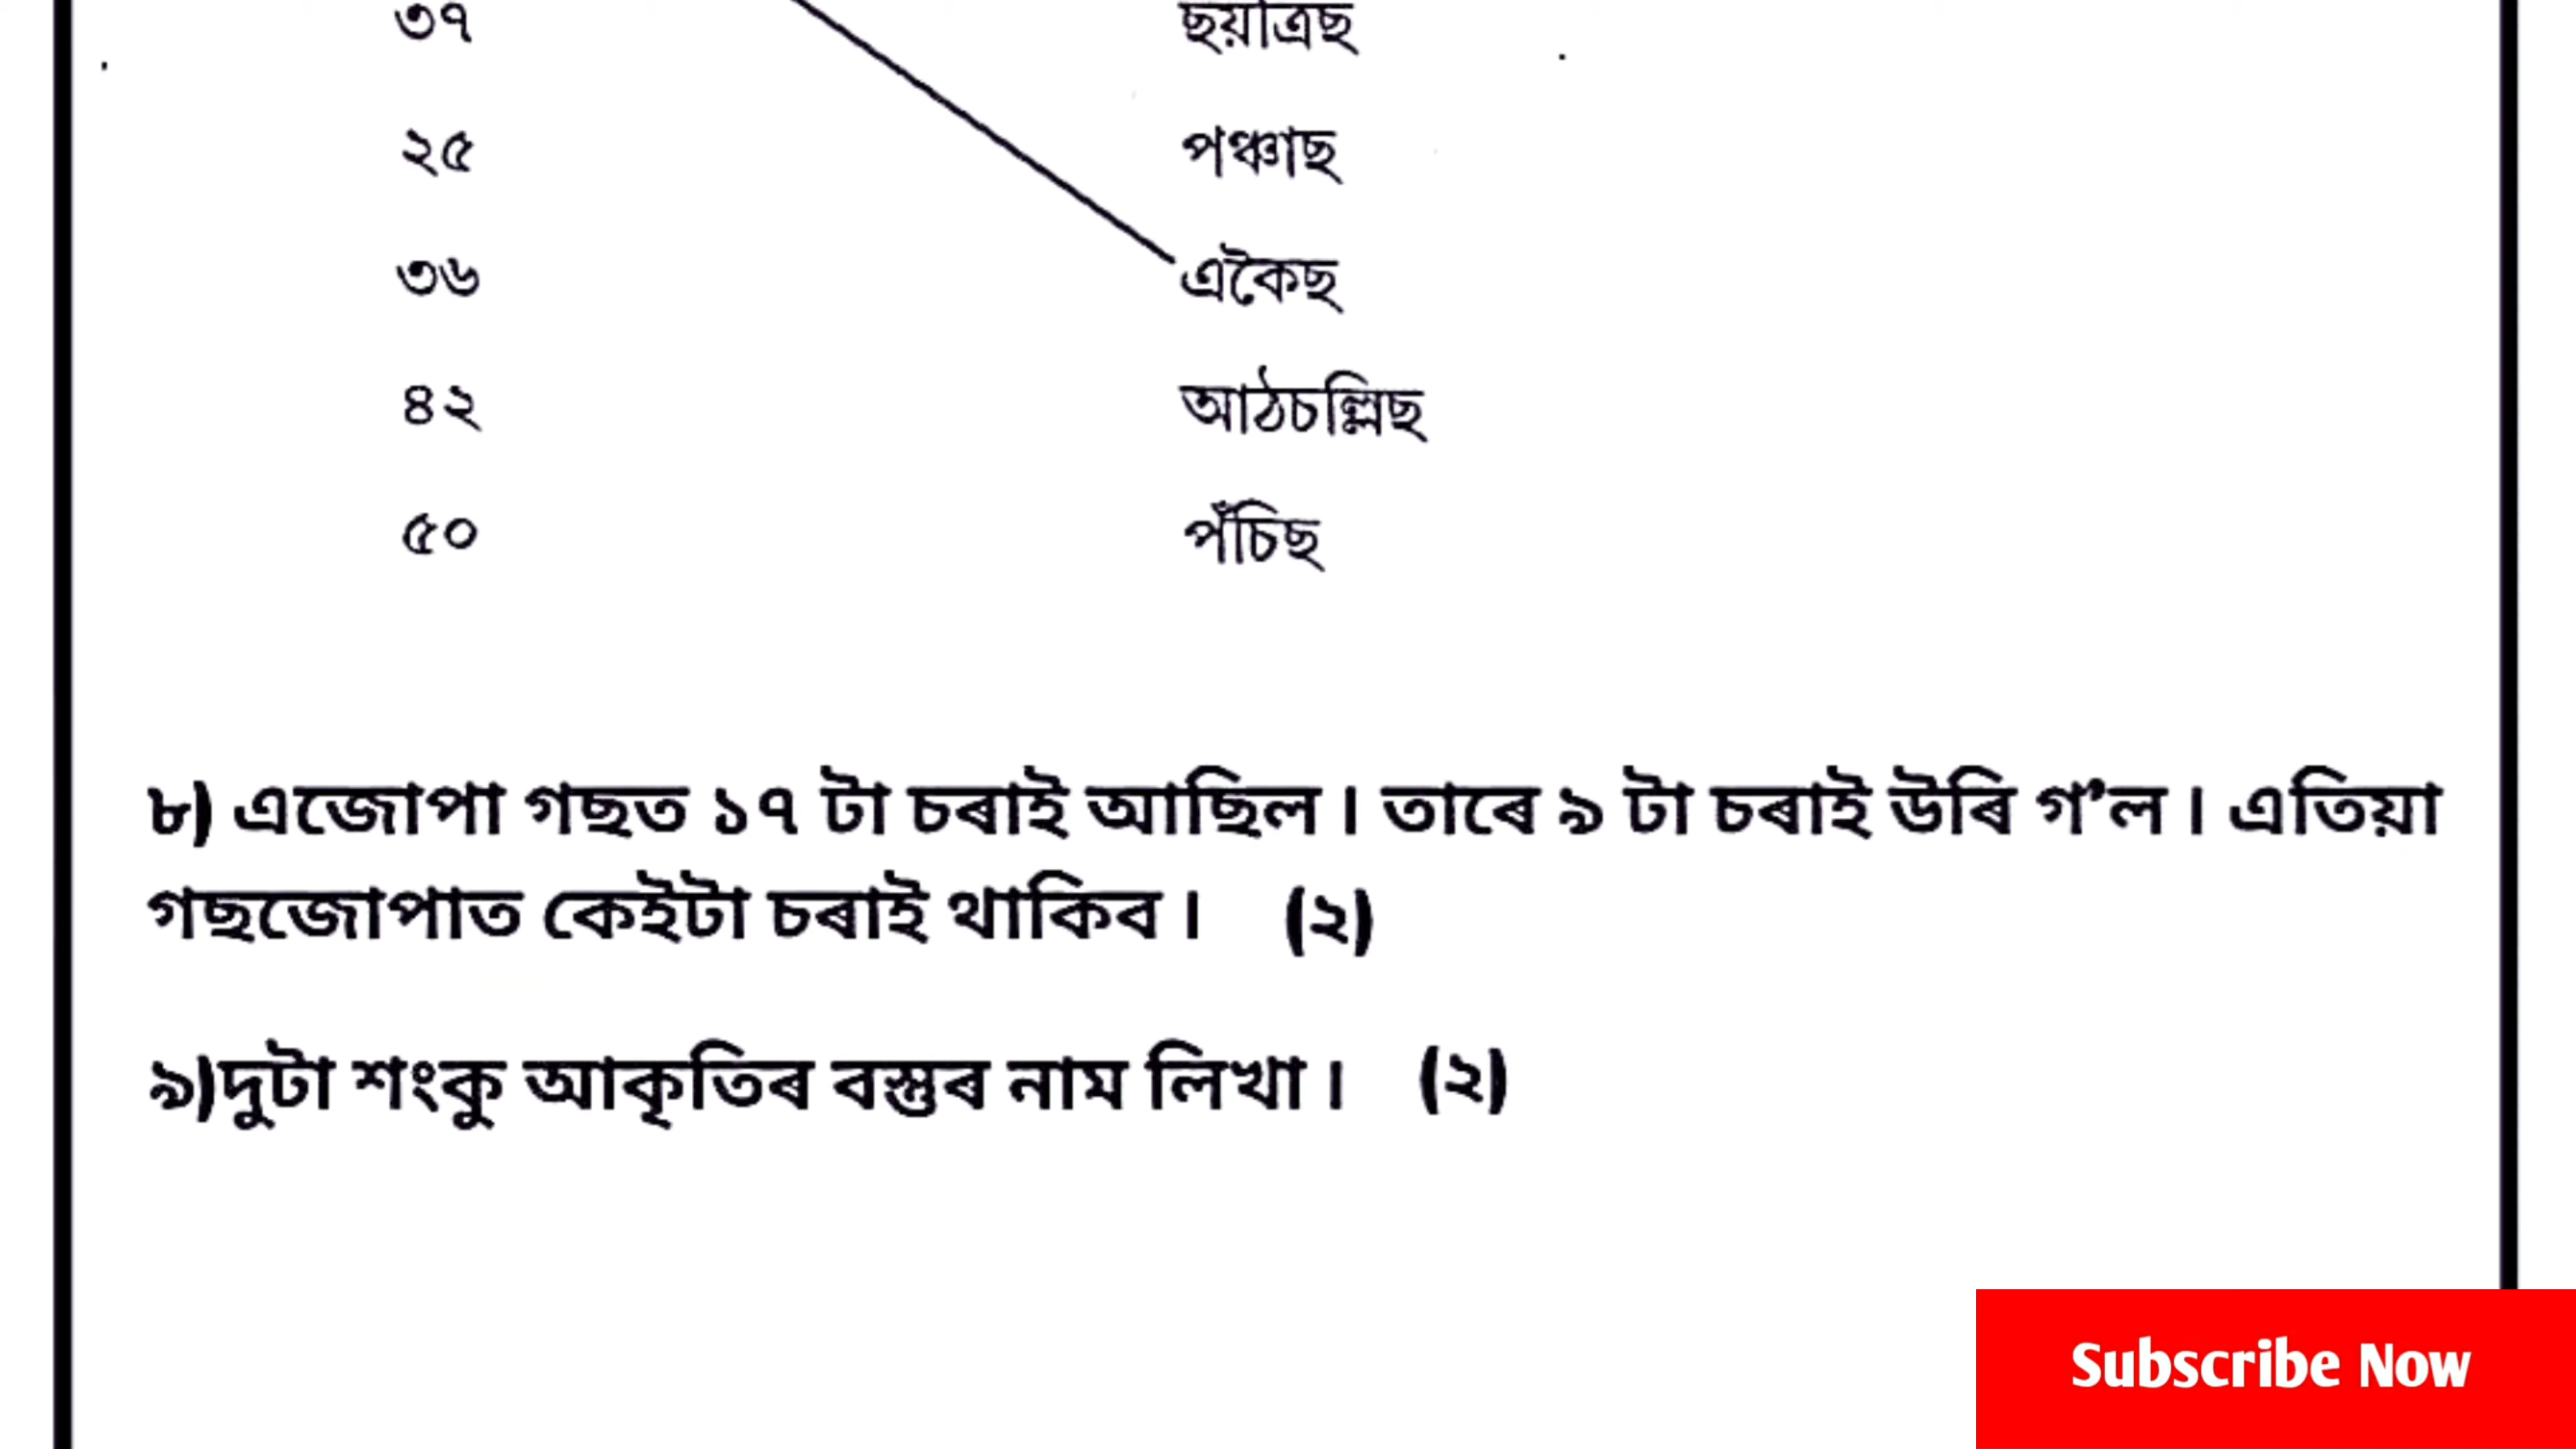 ৩৭ ছয়ত্ৰিছ
২৫ পঞ্চাছ
৩৬ একৈছ
৪২ আঠচল্লিছ
৫০ পঁচিছ
৮) এজোপা গছত ১৭ টা চৰাই আছিল । তাৰে ৯ টা চৰাই উৰি গ’ল । এতিয়া
গছজোপাত কেইটা চৰাই থাকিব । (২)
৯)দুটা শংকু আকৃতিৰ বস্তুৰ নাম লিখা । (২)
Subscribe Now